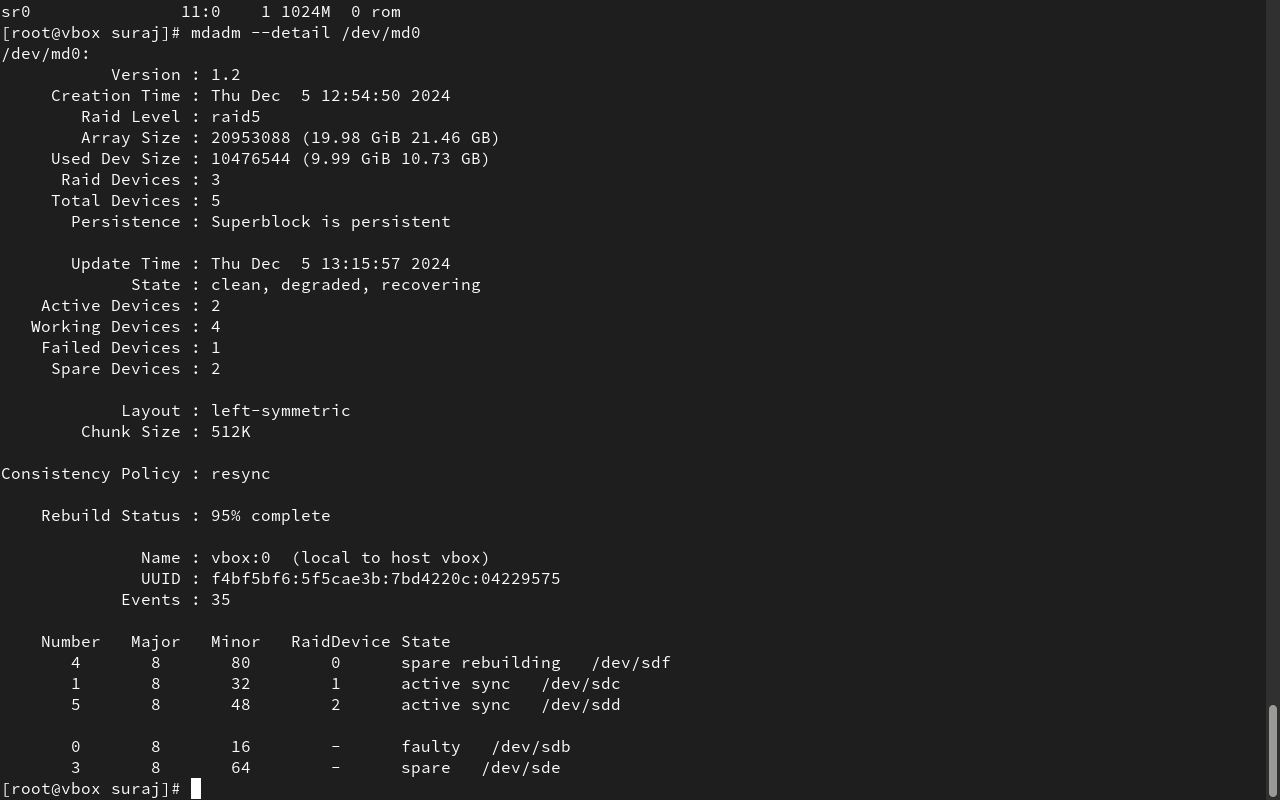 sr0               11:0    1 1024M  0 rom
[root@vbox suraj]# mdadm --detail /dev/md0
/dev/md0:
           Version : 1.2
     Creation Time : Thu Dec  5 12:54:50 2024
        Raid Level : raid5
        Array Size : 20953088 (19.98 GiB 21.46 GB)
     Used Dev Size : 10476544 (9.99 GiB 10.73 GB)
      Raid Devices : 3
     Total Devices : 5
       Persistence : Superblock is persistent

       Update Time : Thu Dec  5 13:15:57 2024
             State : clean, degraded, recovering
    Active Devices : 2
   Working Devices : 4
    Failed Devices : 1
     Spare Devices : 2

            Layout : left-symmetric
        Chunk Size : 512K

Consistency Policy : resync

    Rebuild Status : 95% complete

              Name : vbox:0  (local to host vbox)
              UUID : f4bf5bf6:5f5cae3b:7bd4220c:04229575
            Events : 35

    Number   Major   Minor   RaidDevice State
       4       8       80        0      spare rebuilding   /dev/sdf
       1       8       32        1      active sync   /dev/sdc
       5       8       48        2      active sync   /dev/sdd

       0       8       16        -      faulty   /dev/sdb
       3       8       64        -      spare   /dev/sde
[root@vbox suraj]#